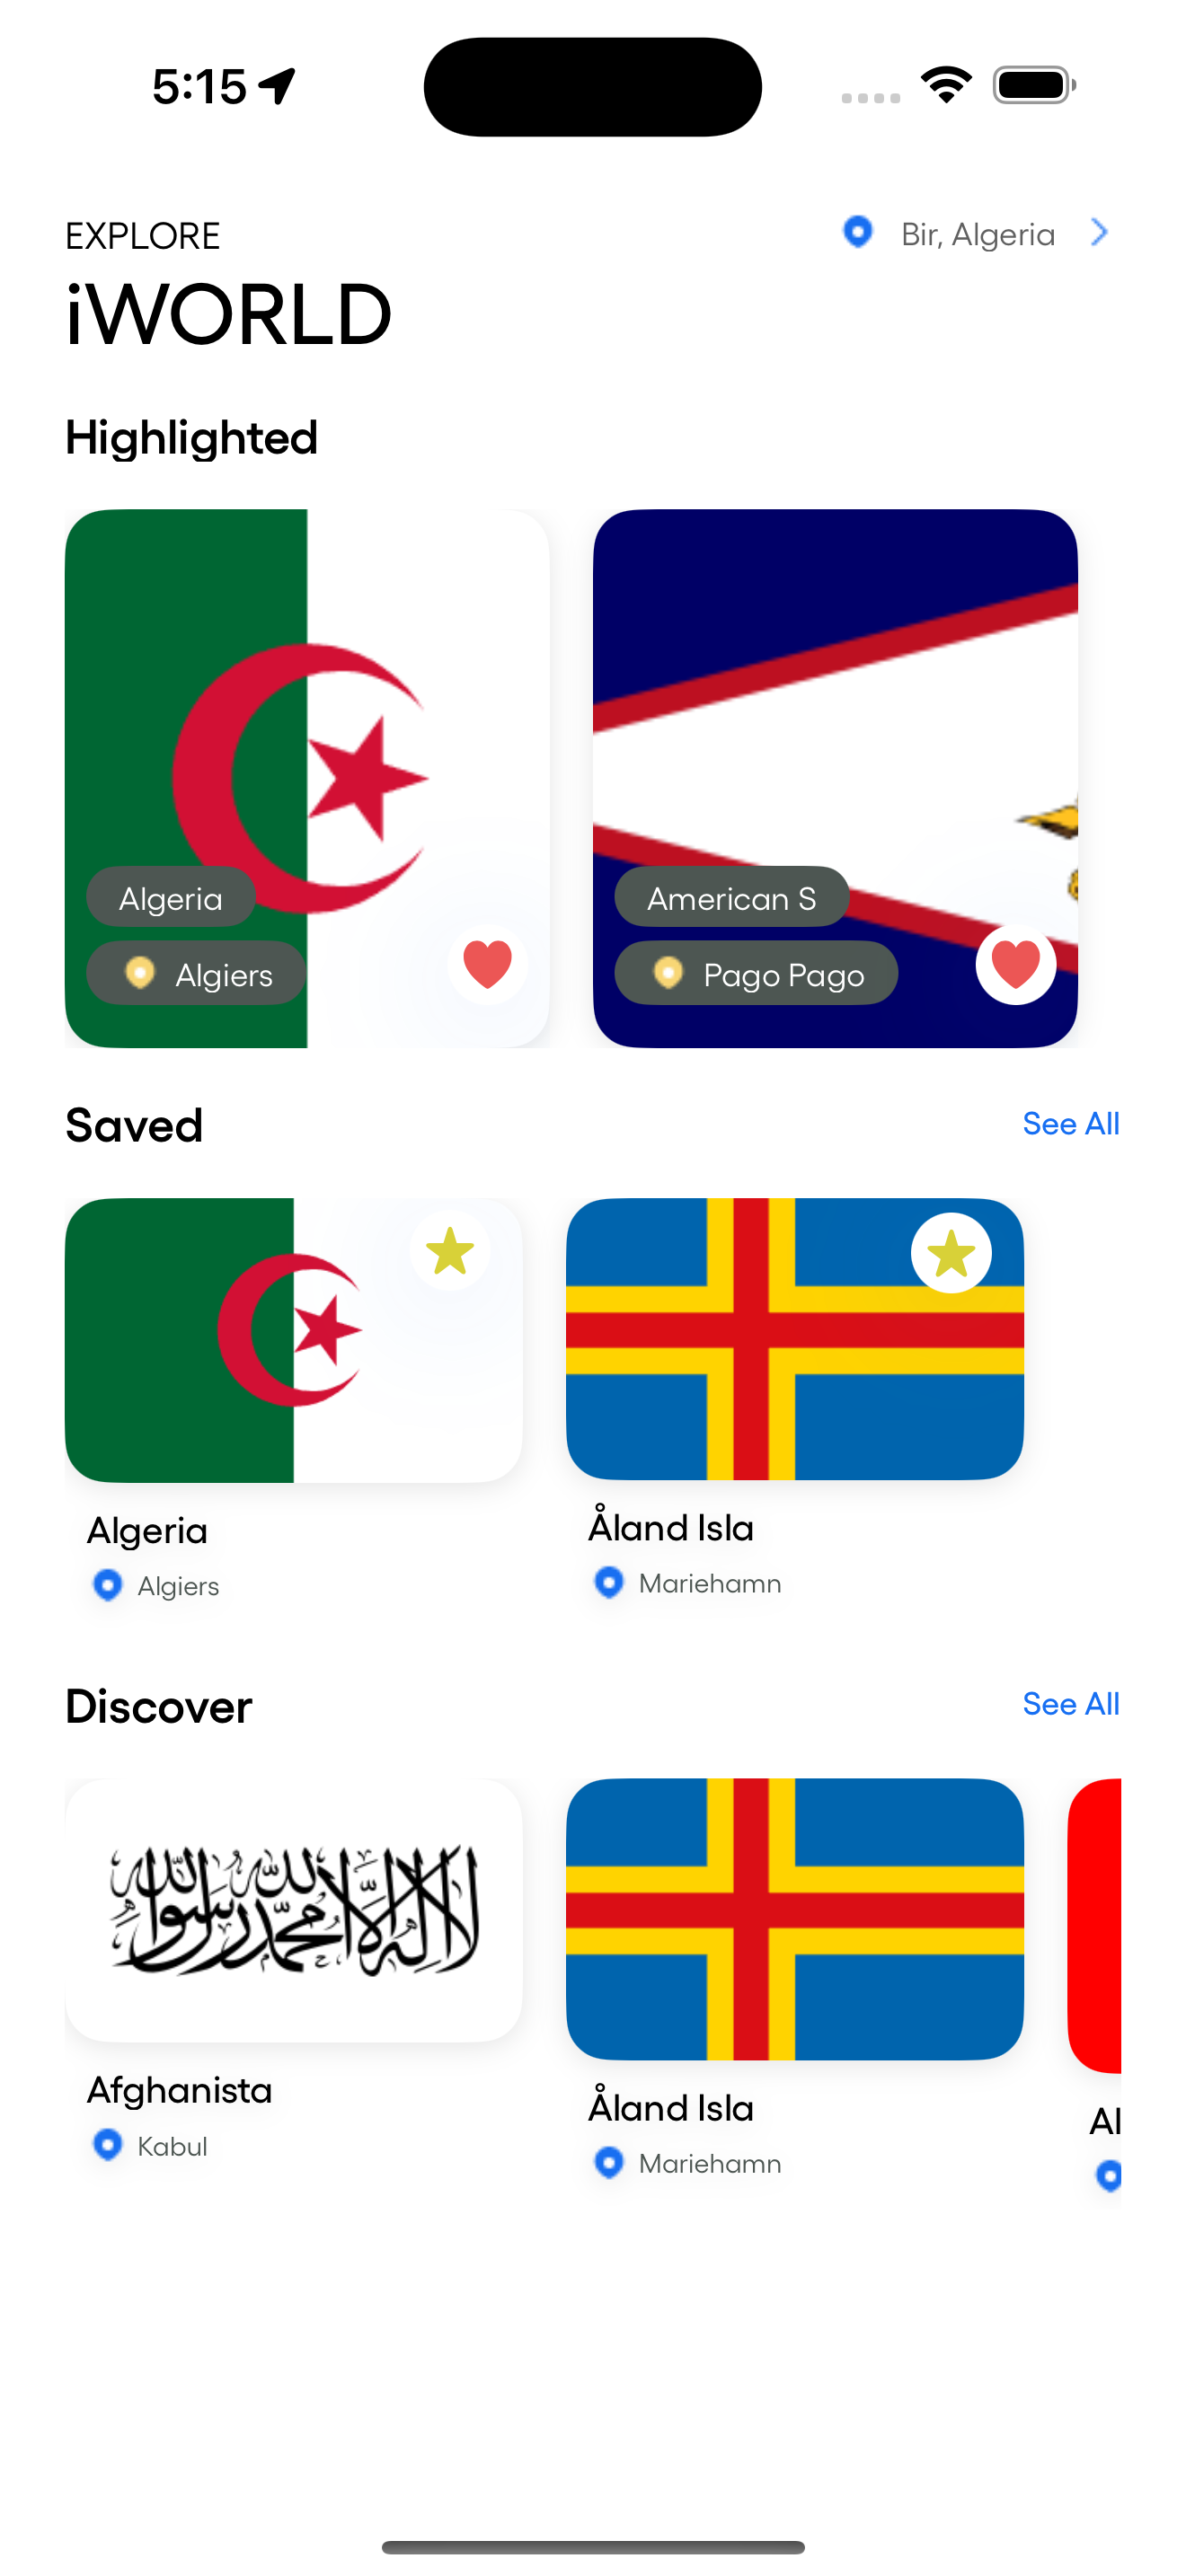 5:15
EXPLORE
Bir, Algeria
iWORLD
Highlighted
Algeria
Algiers
American S
Pago Pago
Saved
See All
Algeria
Algiers
Åland Isla
Mariehamn
Discover
See All
لا إله إلا الله محمد رسول الله
Afghanista
Kabul
Åland Isla
Mariehamn
Al